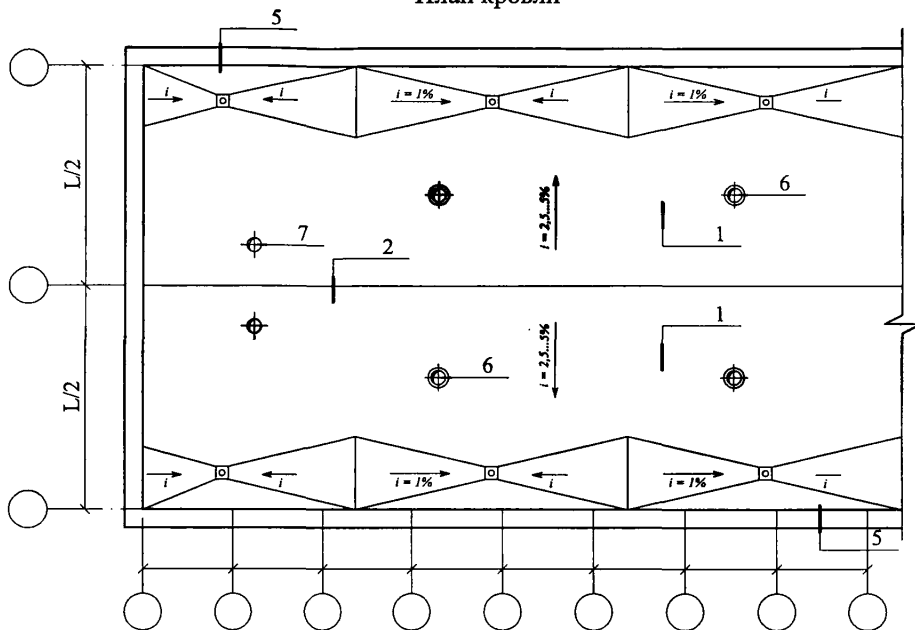 План кровли
5
i
i
i = 1%
i
i = 1%
i
L/2
6
i = 2,5...5%
7
1
2
1
i = 2,5...5%
6
L/2
i
i
i = 1%
i
i = 1%
i
5